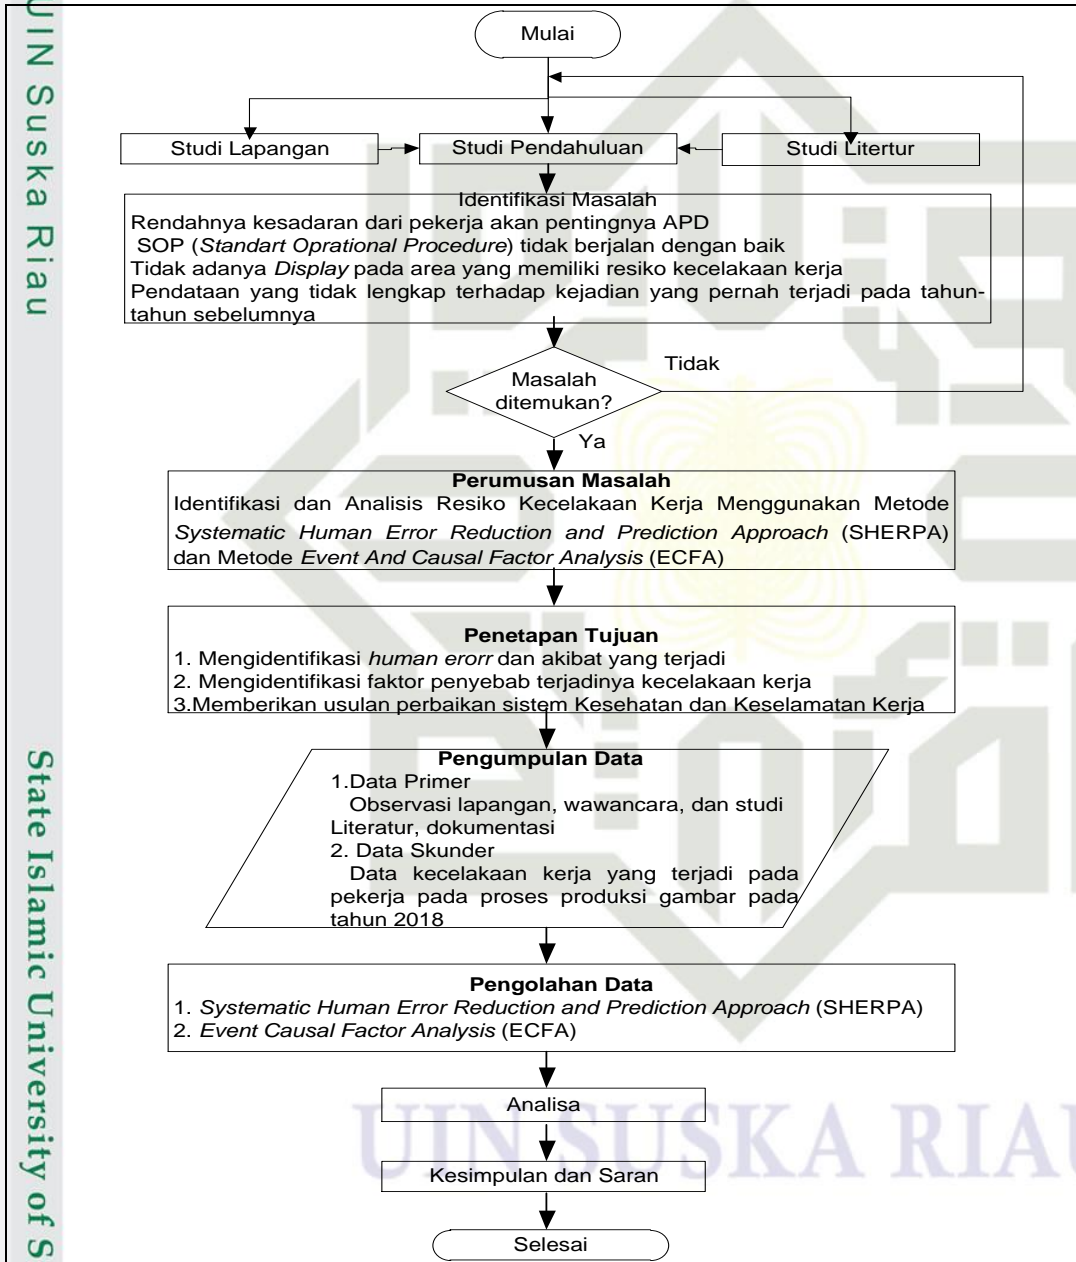 UIN Suska Riau
State Islamic University of S
Mulai
Studi Lapangan
Studi Pendahuluan
Studi Litertur
Identifikasi Masalah
Rendahnya kesadaran dari pekerja akan pentingnya APD
SOP (Standart Oprational Procedure) tidak berjalan dengan baik
Tidak adanya Display pada area yang memiliki resiko kecelakaan kerja
Pendataan yang tidak lengkap terhadap kejadian yang pernah terjadi pada tahun-
tahun sebelumnya
Masalah
ditemukan?
Tidak
Ya
Perumusan Masalah
Identifikasi dan Analisis Resiko Kecelakaan Kerja Menggunakan Metode
Systematic Human Error Reduction and Prediction Approach (SHERPA)
dan Metode Event And Causal Factor Analysis (ECFA)
Penetapan Tujuan
1. Mengidentifikasi human erorr dan akibat yang terjadi
2. Mengidentifikasi faktor penyebab terjadinya kecelakaan kerja
3.Memberikan usulan perbaikan sistem Kesehatan dan Keselamatan Kerja
Pengumpulan Data
1.Data Primer
Observasi lapangan, wawancara, dan studi
Literatur, dokumentasi
2. Data Skunder
Data kecelakaan kerja yang terjadi pada
pekerja pada proses produksi gambar pada
tahun 2018
Pengolahan Data
1. Systematic Human Error Reduction and Prediction Approach (SHERPA)
2. Event Causal Factor Analysis (ECFA)
Analisa
UIN SUSKA RIAU
Kesimpulan dan Saran
Selesai